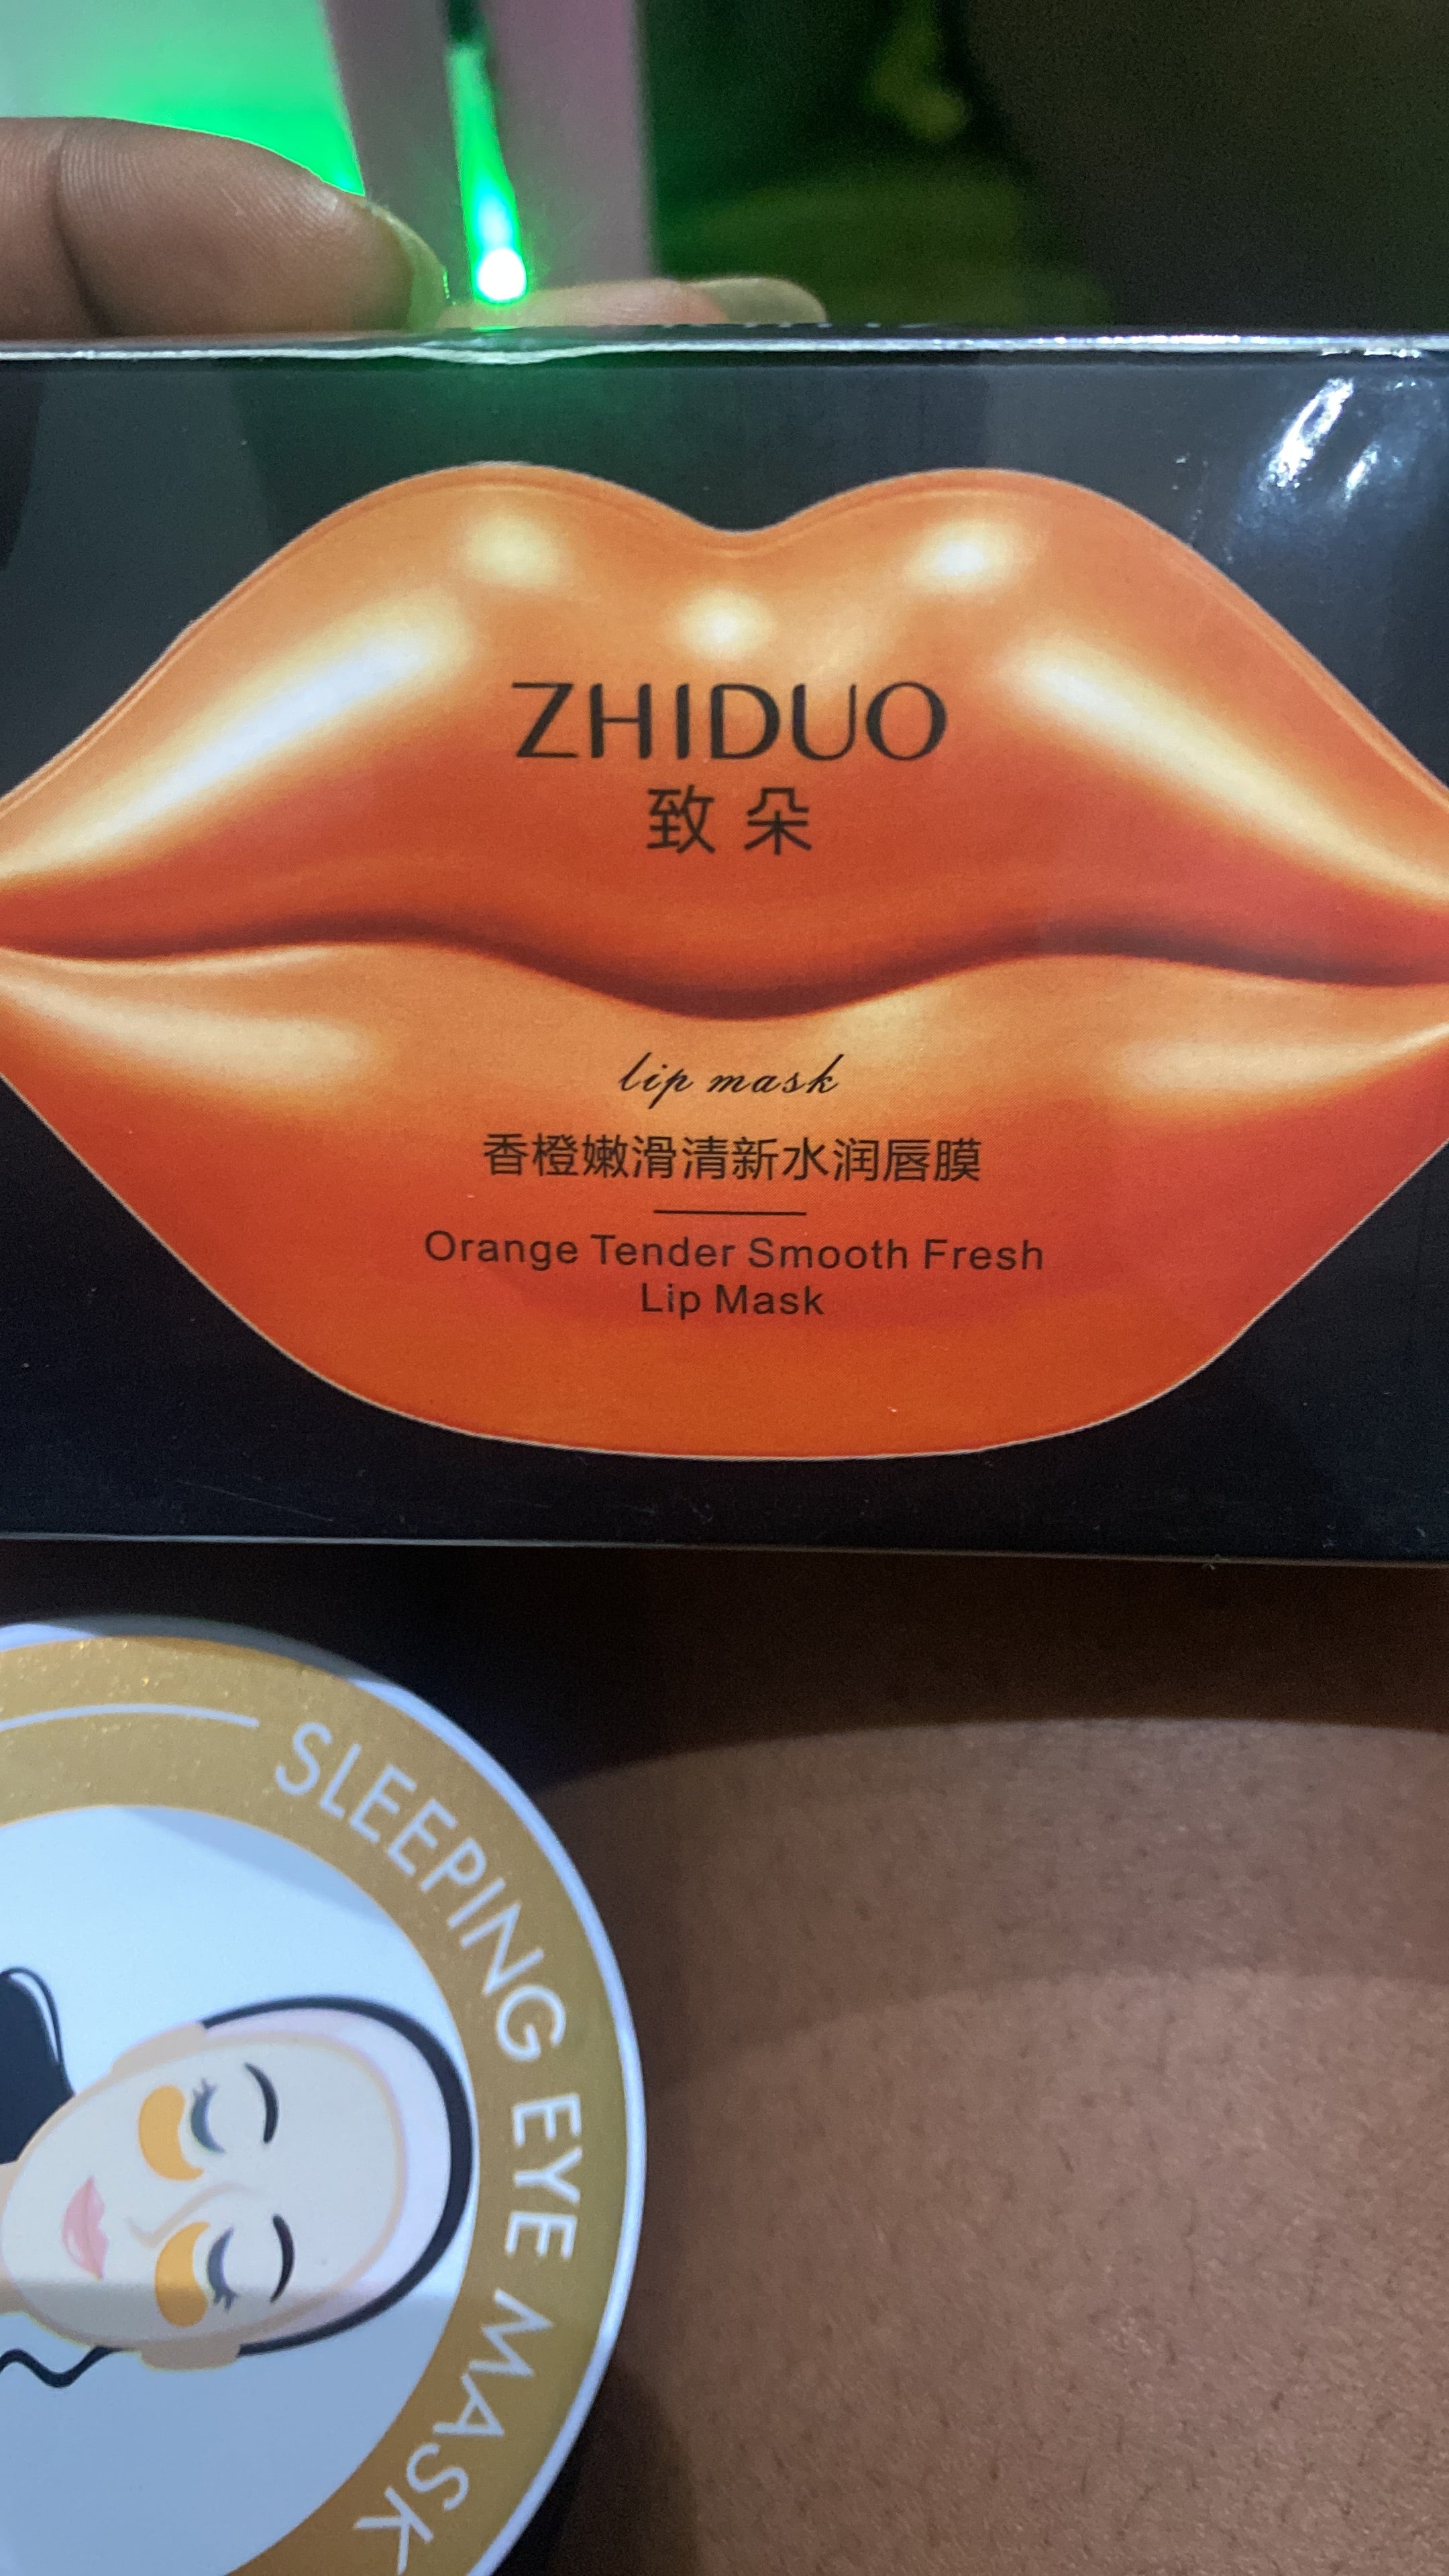 ZHIDUO
致朵
lip mask
香橙嫩滑清新水润唇膜
Orange Tender Smooth Fresh
Lip Mask
SLEEPING EYE MASK